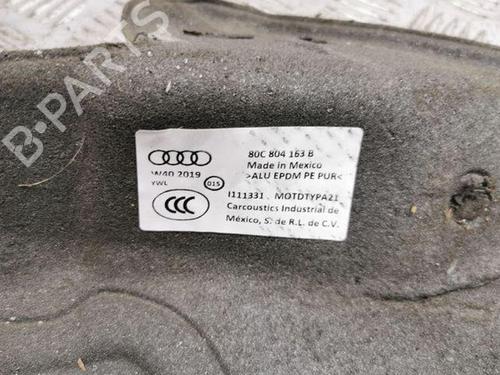 B-PARTS
80C 804 163 B
Made in Mexico
W40 2019
>ALU EPDM PE PUR<
YWL
015
I111331 . MOTDTYPA21
CCC
Carcoustics Industrial de
México, S. de R.L. de C.V.